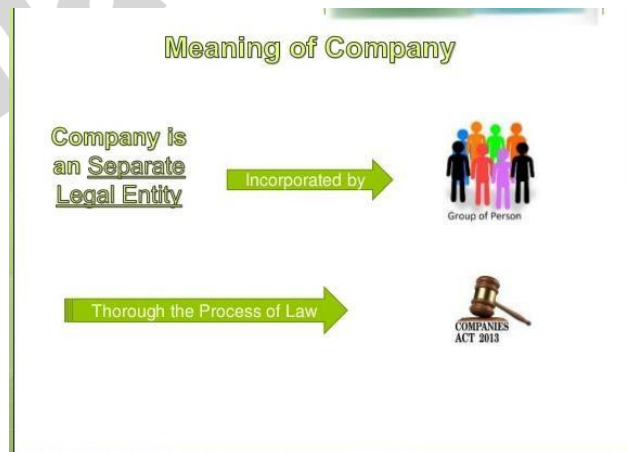 Meaning of Company
Company is
an Separate
Legal Entity
Incorporated by
Group of Person
Thorough the Process of Law
COMPANIES
ACT 2013